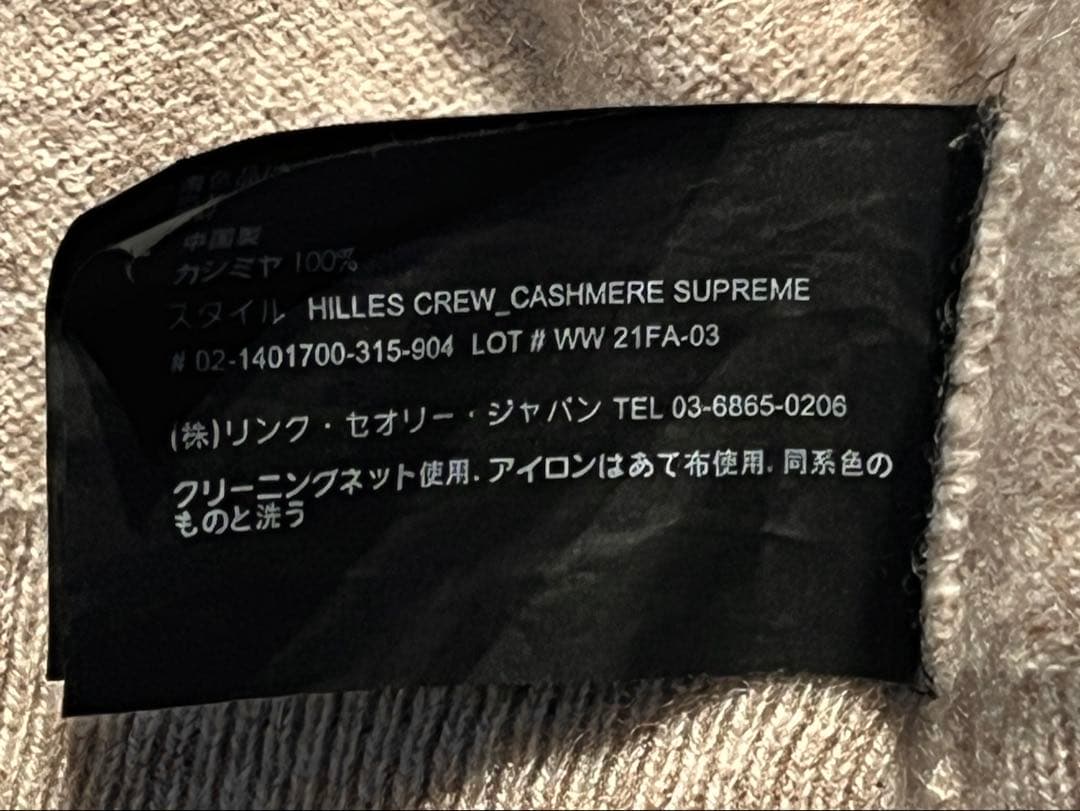 中国製
カシミヤ 100%
スタイル HILLES CREW_CASHMERE SUPREME
# 02-1401700-315-904 LOT # WW 21FA-03
(株)リンク・セオリー・ジャパン TEL 03-6865-0206
クリーニングネット使用. アイロンはあて布使用. 同系色の
ものと洗う